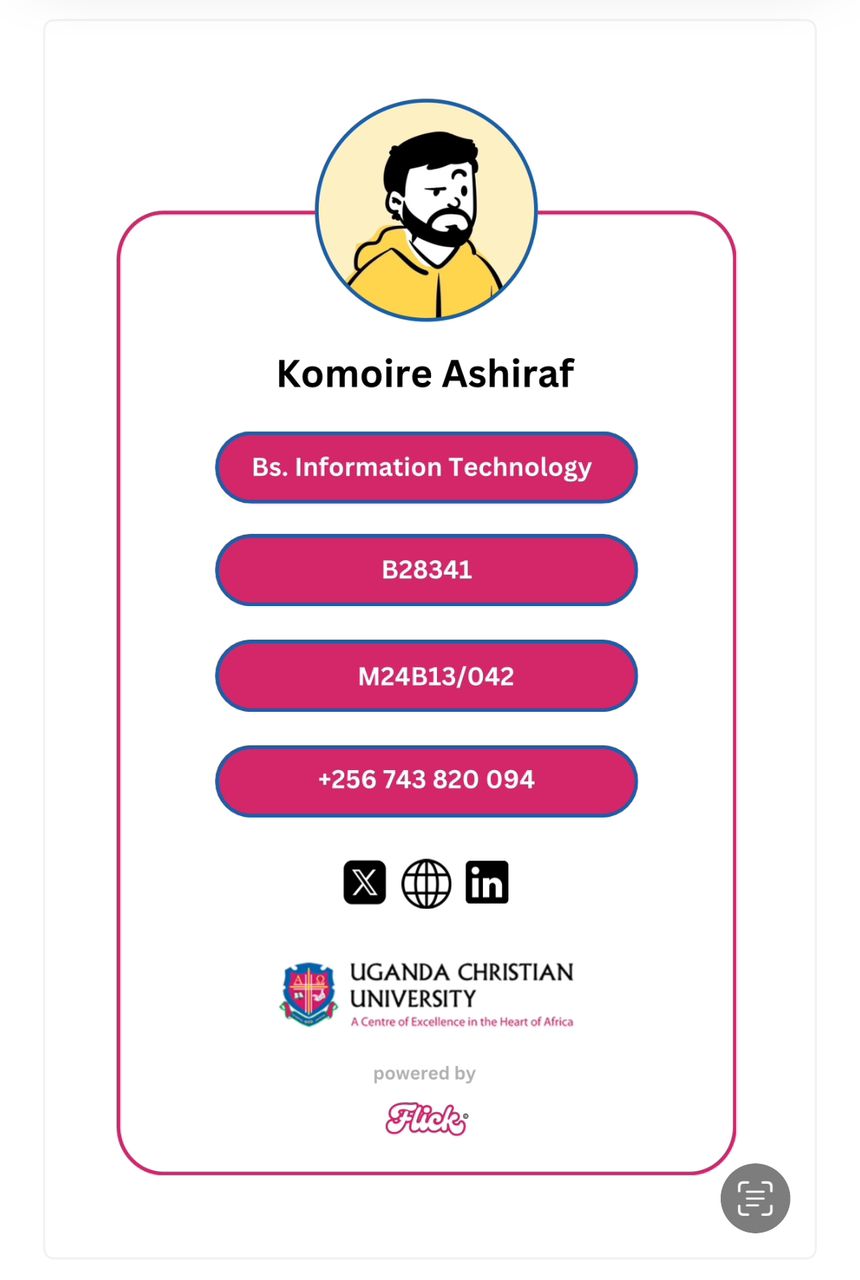 Komoire Ashiraf
Bs. Information Technology
B28341
M24B13/042
+256 743 820 094
X
in
UGANDA CHRISTIAN
UNIVERSITY
A Centre of Excellence in the Heart of Africa
powered by
Flick